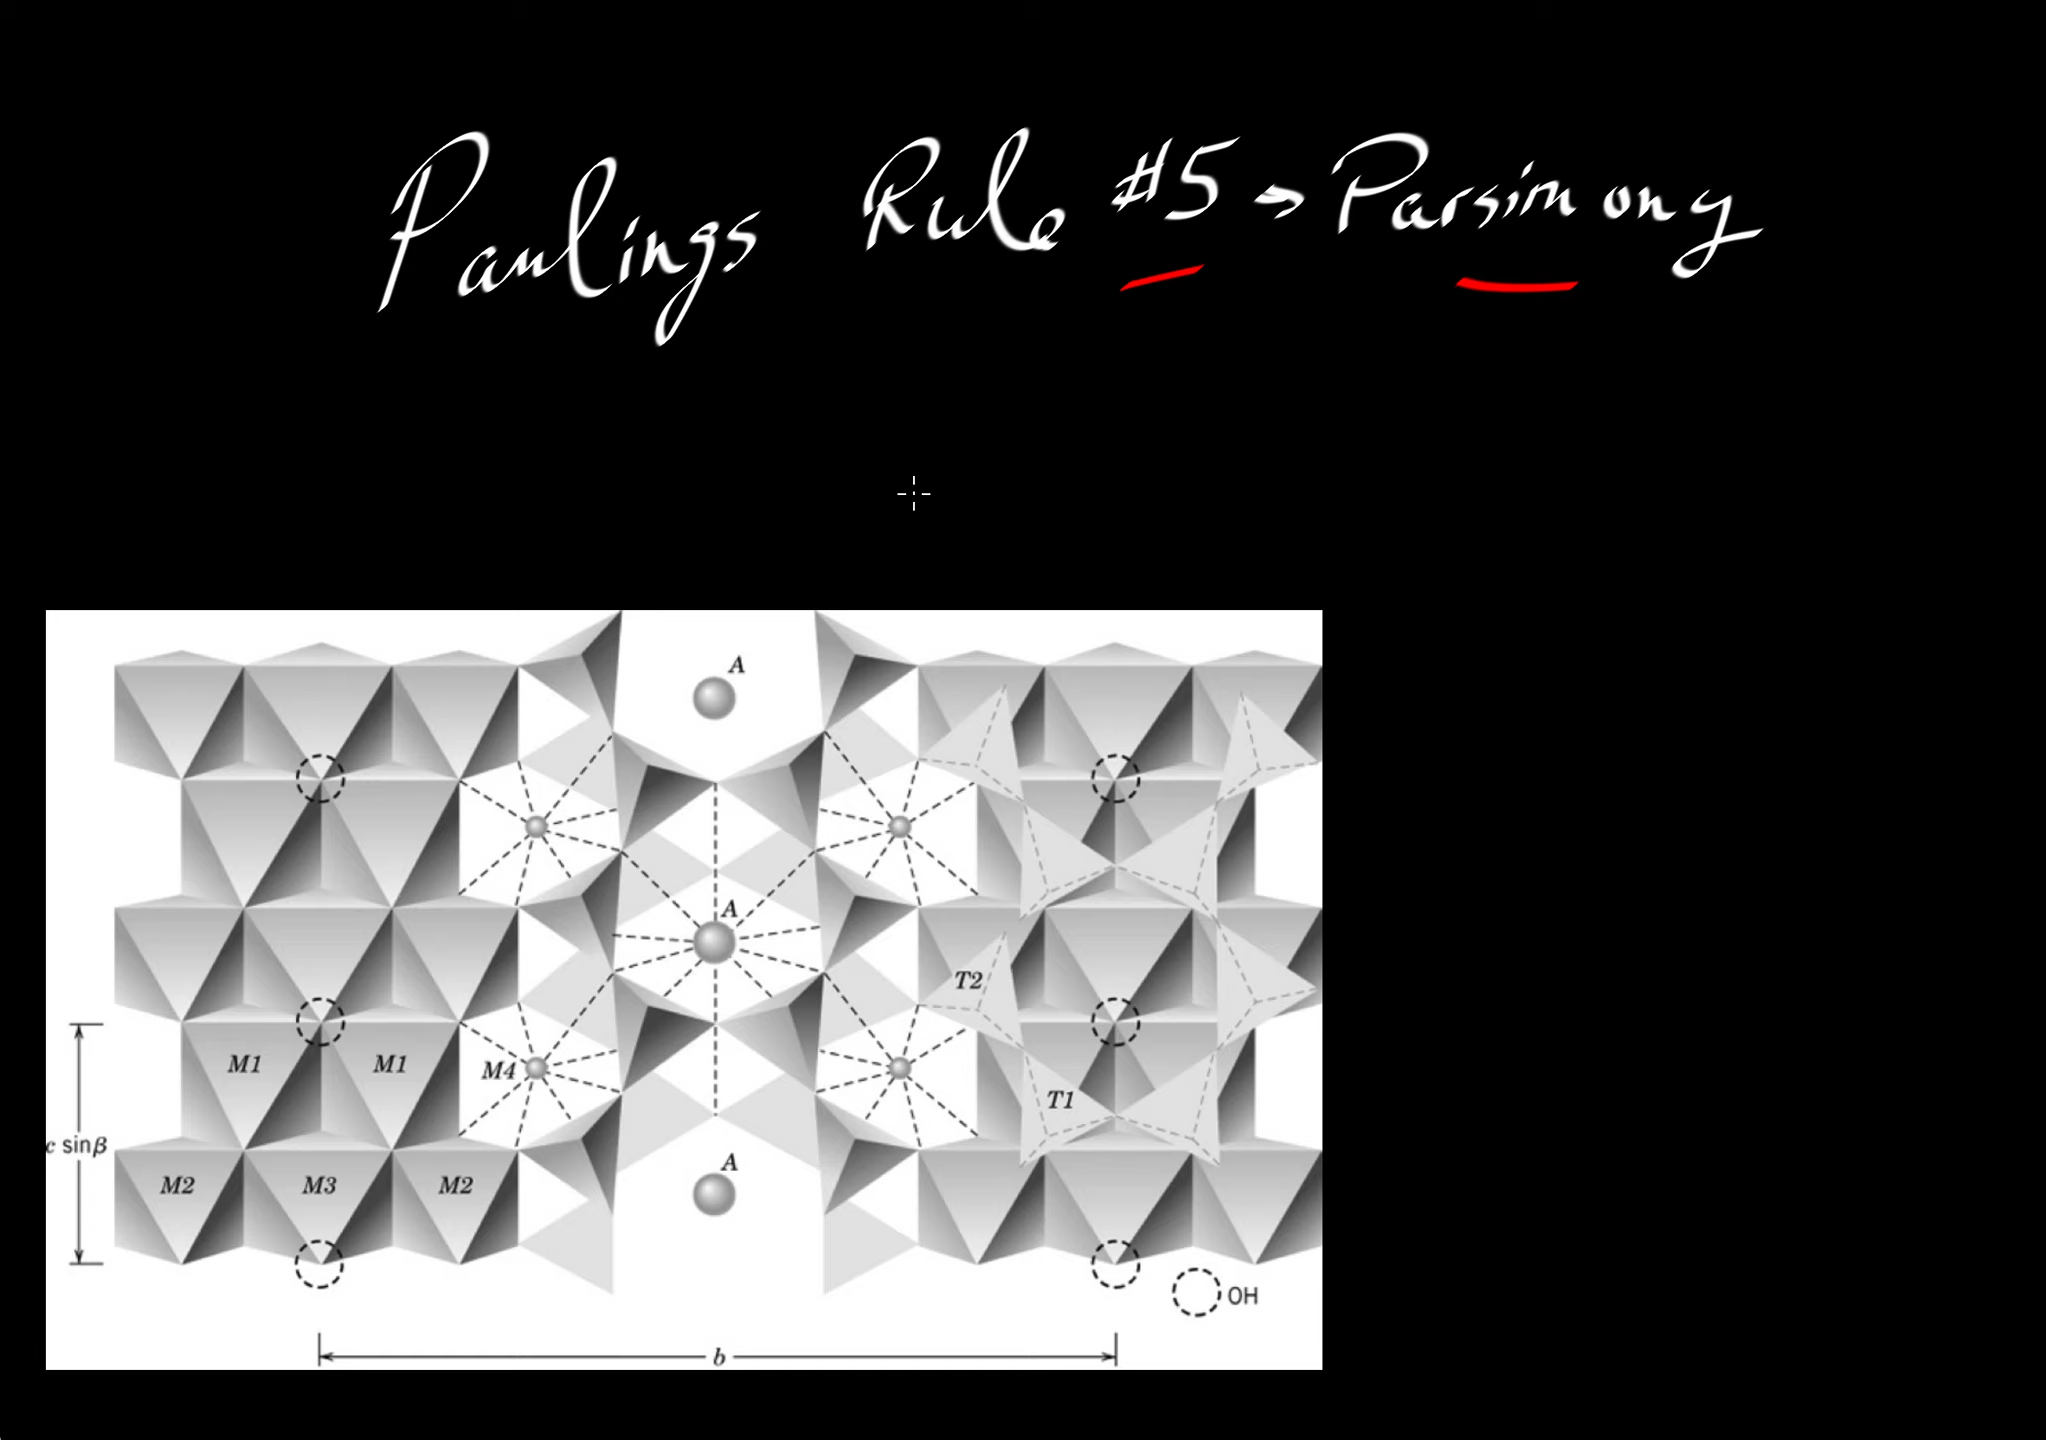 Paulings Rule #5 → Parsimony
A
A
T2
M1 M1 M4 T1
c sinβ
M2 M3 M2 A
OH
b